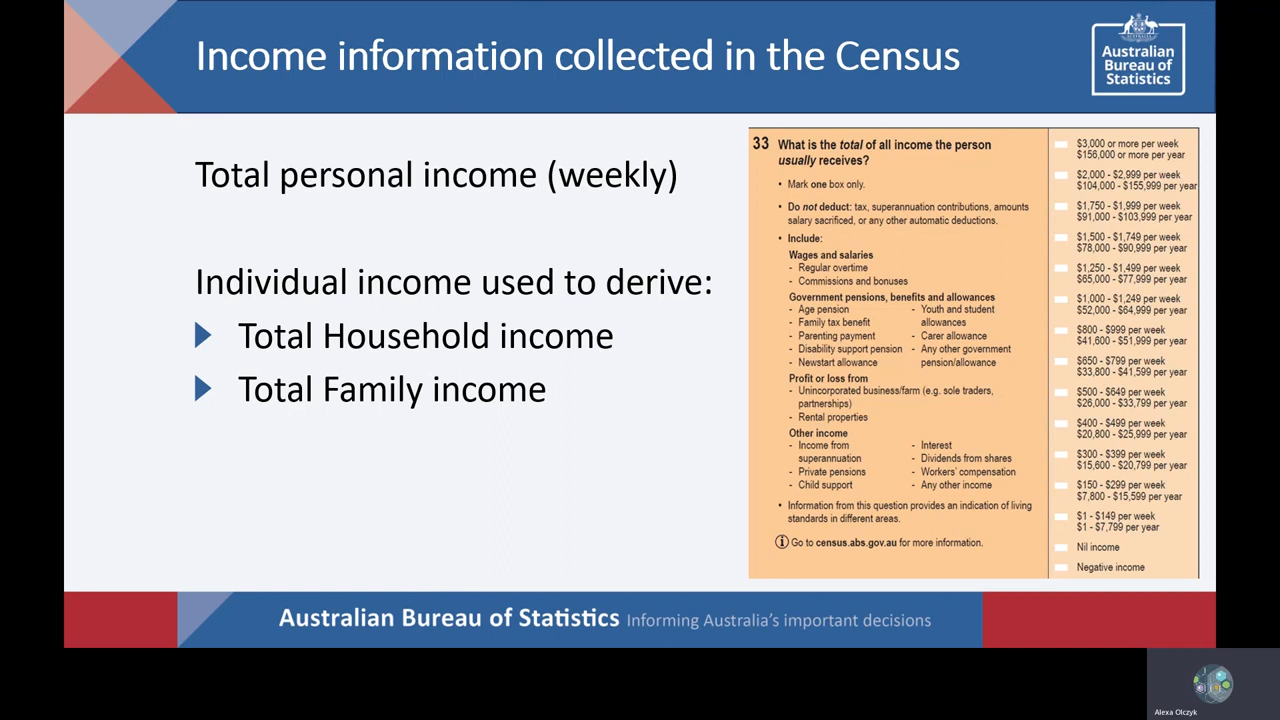 Income information collected in the Census
Australian
Bureau of
Statistics
Total personal income (weekly)
Individual income used to derive:
Total Household income
Total Family income
33 What is the total of all income the person
usually receives?
• Mark one box only.
• Do not deduct: tax, superannuation contributions, amounts
salary sacrificed, or any other automatic deductions.
• Include:
Wages and salaries
- Regular overtime
- Commissions and bonuses
Government pensions, benefits and allowances
- Age pension
- Family tax benefit
- Parenting payment
- Disability support pension
- Newstart allowance
- Youth and student
allowances
- Carer allowance
- Any other government
pension/allowance
Profit or loss from
- Unincorporated business/farm (e.g. sole traders,
partnerships)
- Rental properties
Other income
- Income from
superannuation
- Private pensions
- Child support
- Interest
- Dividends from shares
- Workers' compensation
- Any other income
• Information from this question provides an indication of living
standards in different areas.
i Go to census.abs.gov.au for more information.
$3,000 or more per week
$156,000 or more per year
$2,000 - $2,999 per week
$104,000 - $155,999 per year
$1,750 - $1,999 per week
$91,000 - $103,999 per year
$1,500 - $1,749 per week
$78,000 - $90,999 per year
$1,250 - $1,499 per week
$65,000 - $77,999 per year
$1,000 - $1,249 per week
$52,000 - $64,999 per year
$800 - $999 per week
$41,600 - $51,999 per year
$650 - $799 per week
$33,800 - $41,599 per year
$500 - $649 per week
$26,000 - $33,799 per year
$400 - $499 per week
$20,800 - $25,999 per year
$300 - $399 per week
$15,600 - $20,799 per year
$150 - $299 per week
$7,800 - $15,599 per year
$1 - $149 per week
$1 - $7,799 per year
Nil income
Negative income
Australian Bureau of Statistics Informing Australia's important decisions
Alexa Olczyk